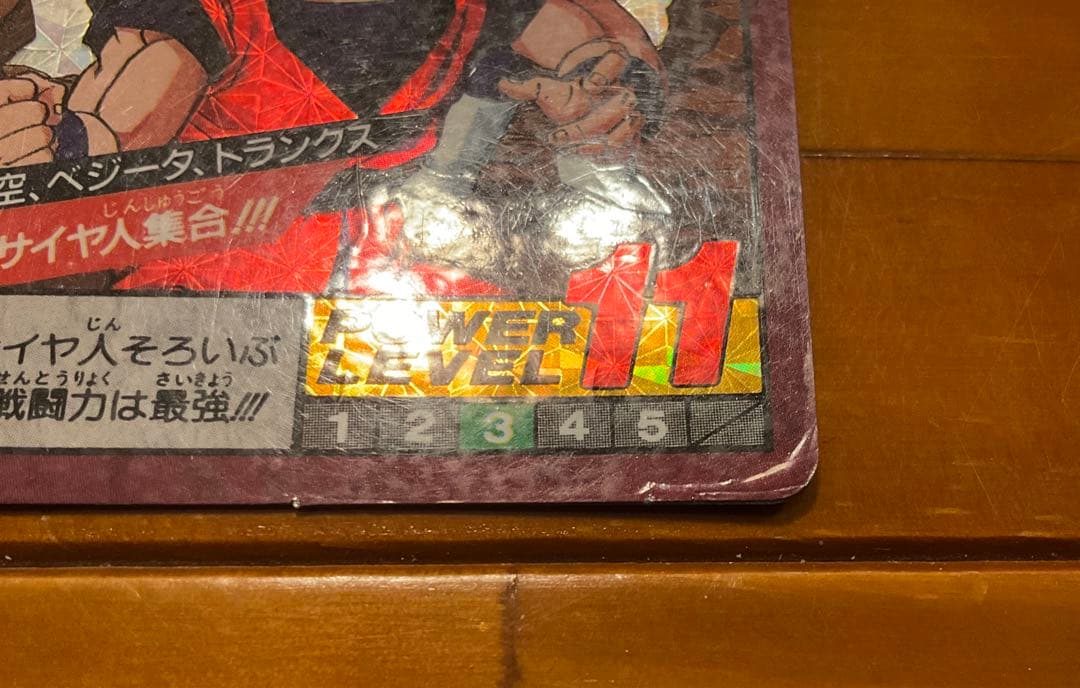 空、ベジータ、トランクス
じんしゅうごう
サイヤ人集合!!!
じん
イヤ人そろいぶ
せんとうりょく さいきょう
戦闘力は最強!!!
POWER
LEVEL 11
1 2 3 4 5